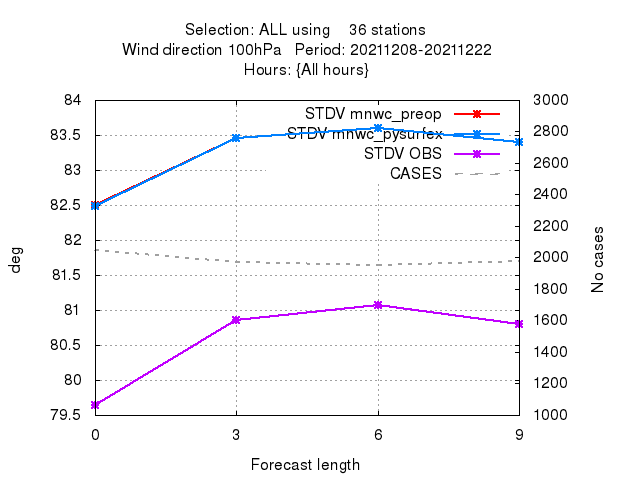 Selection: ALL using    36 stations
Wind direction 100hPa   Period: 20211208-20211222
Hours: {All hours}
84
83.5
83
82.5
82
81.5
81
80.5
80
79.5
deg
3000
2800
2600
2400
2200
2000
1800
1600
1400
1200
1000
No cases
STDV mnwc_preop
STDV mnwc_pysurfex
STDV OBS
CASES
0 3 6 9
Forecast length